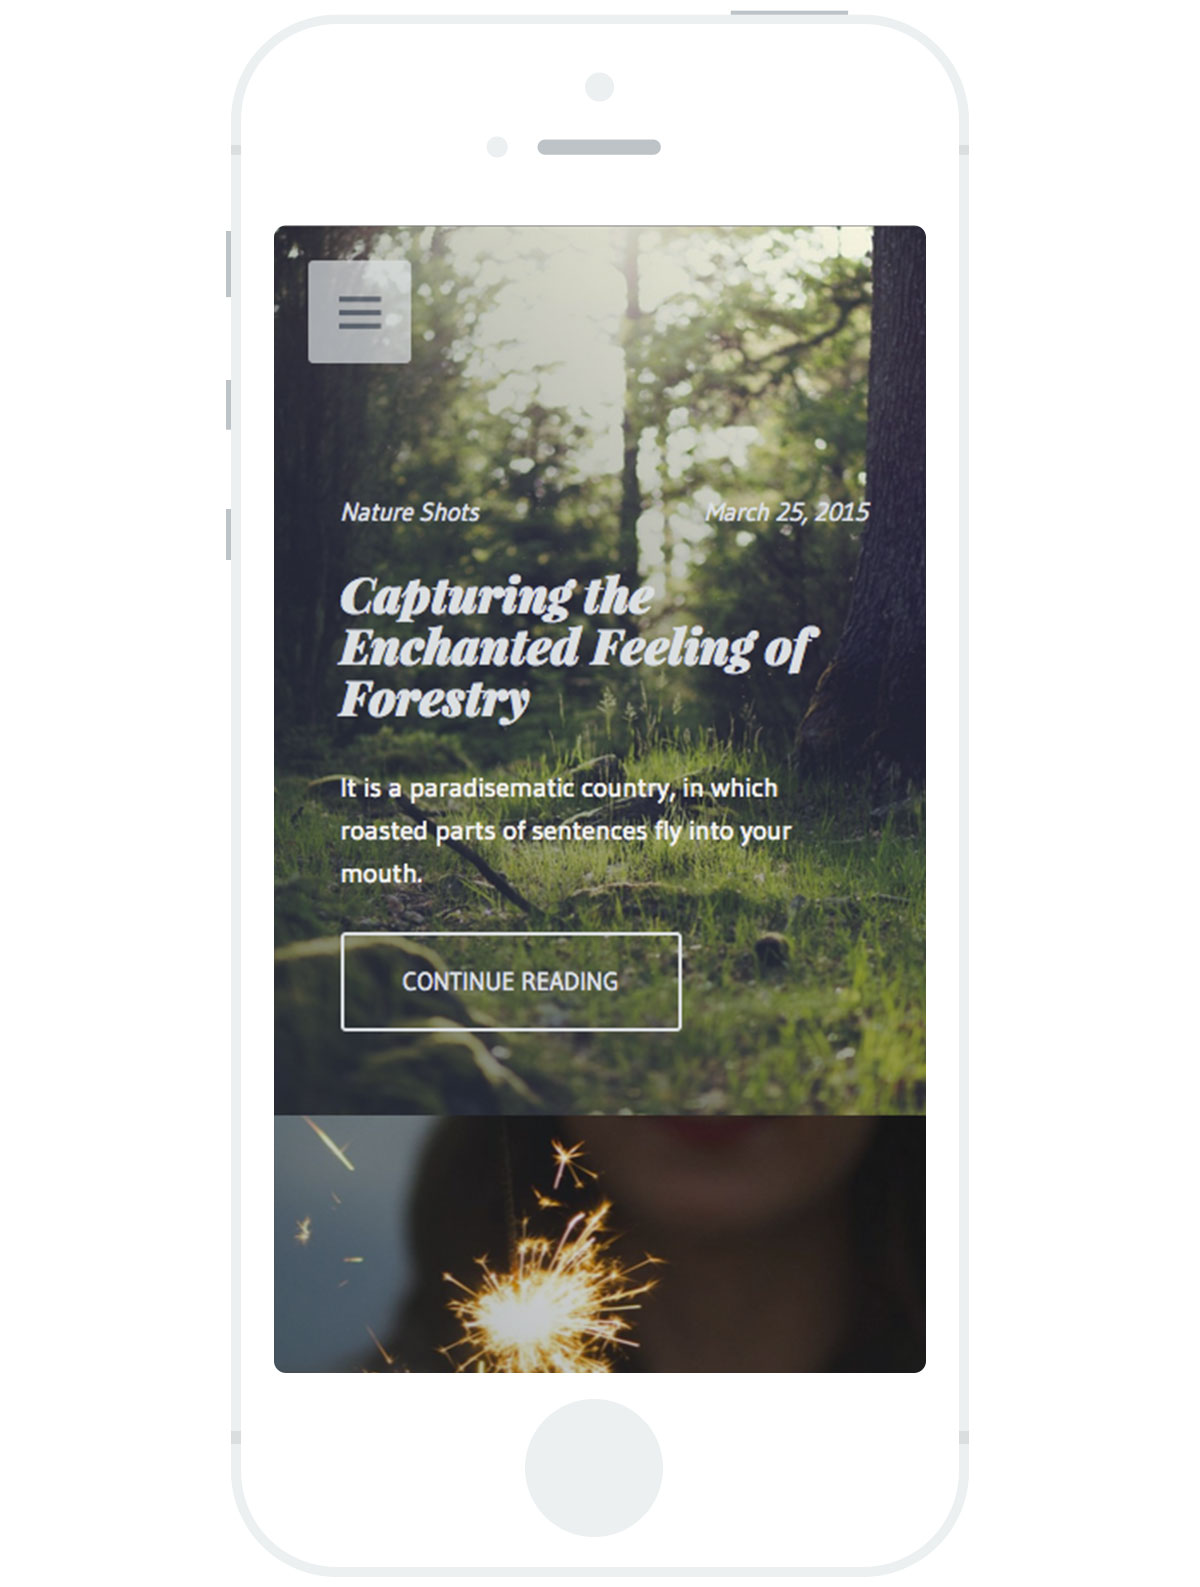 Nature Shots
March 25, 2015
Capturing the
Enchanted Feeling of
Forestry
It is a paradisematic country, in which
roasted parts of sentences fly into your
mouth.
CONTINUE READING